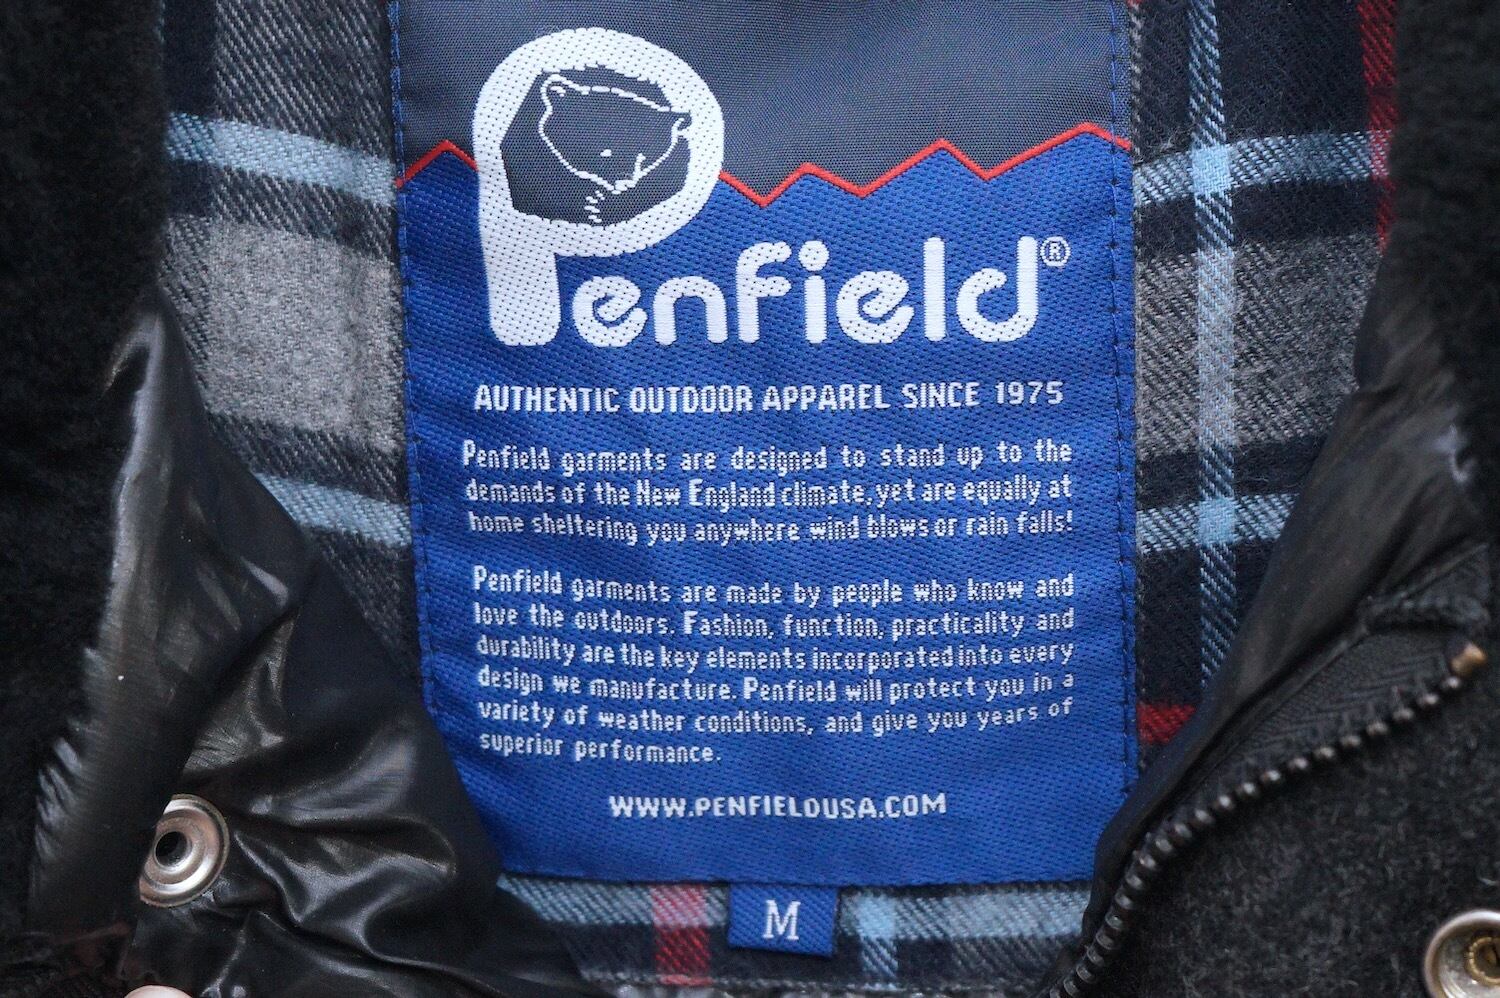 Penfield®
AUTHENTIC OUTDOOR APPAREL SINCE 1975
Penfield garments are designed to stand up to the
demands of the New England climate, yet are equally at
home sheltering you anywhere wind blows or rain falls!
Penfield garments are made by people who know and
love the outdoors. Fashion, function, practicality and
durability are the key elements incorporated into every
design we manufacture. Penfield will protect you in a
variety of weather conditions, and give you years of
superior performance.
WWW.PENFIELDUSA.COM
M